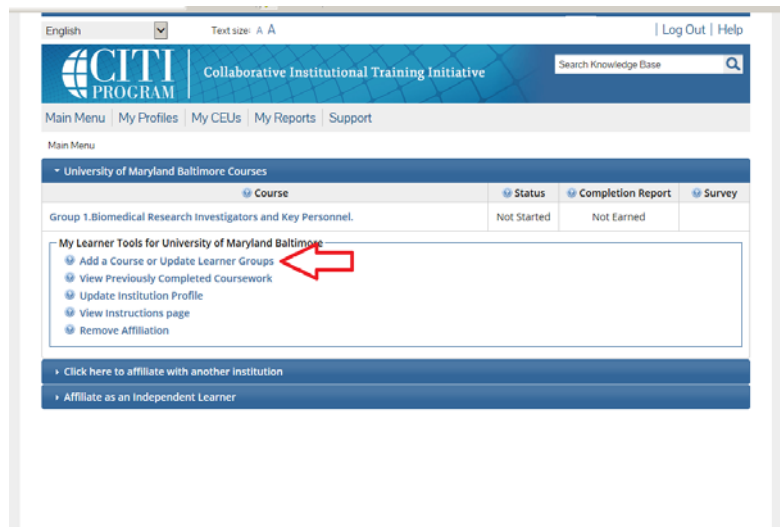 English Text size: A A | Log Out | Help
CITI PROGRAM Collaborative Institutional Training Initiative Search Knowledge Base
Main Menu My Profiles My CEUs My Reports Support
Main Menu
University of Maryland Baltimore Courses
Course Status Completion Report Survey
Group 1.Biomedical Research Investigators and Key Personnel. Not Started Not Earned
My Learner Tools for University of Maryland Baltimore
Add a Course or Update Learner Groups
View Previously Completed Coursework
Update Institution Profile
View Instructions page
Remove Affiliation
Click here to affiliate with another institution
Affiliate as an Independent Learner